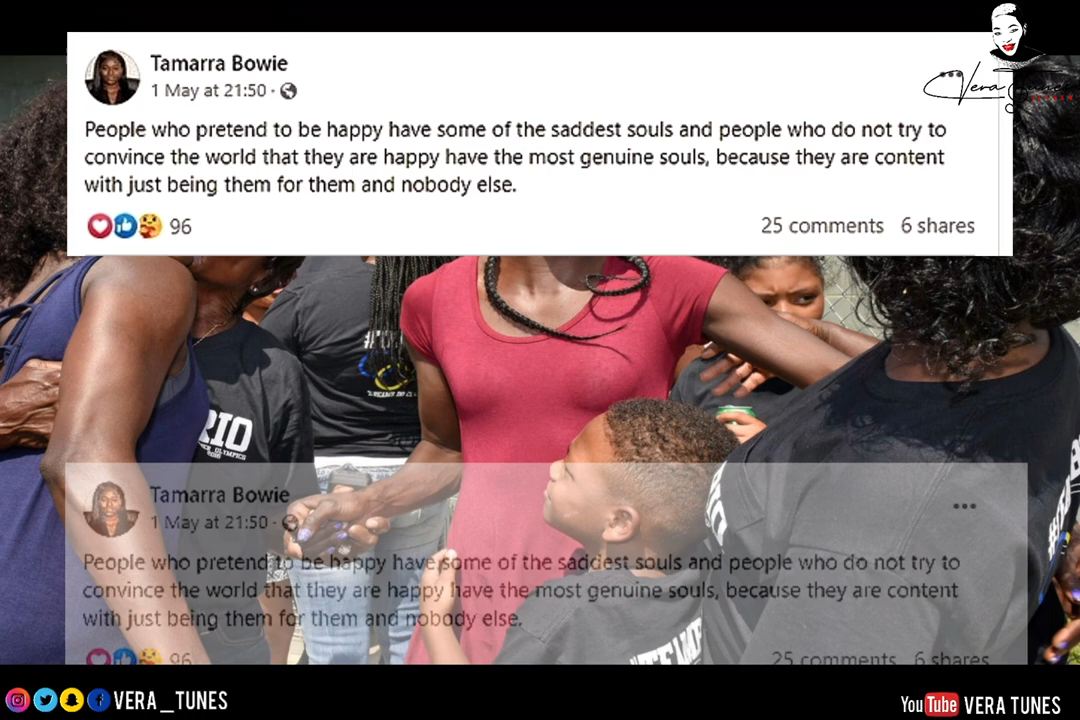 Tamarra Bowie
1 May at 21:50 ·
People who pretend to be happy have some of the saddest souls and people who do not try to
convince the world that they are happy have the most genuine souls, because they are content
with just being them for them and nobody else.
96
25 comments 6 shares
Vera Tunes
RIO
OLYMPICS
Tamarra Bowie
1 May at 21:50 ·
People who pretend to be happy have some of the saddest souls and people who do not try to
convince the world that they are happy have the most genuine souls, because they are content
with just being them for them and nobody else.
96
25 comments 6 shares
VERA_TUNES
YouTube VERA TUNES